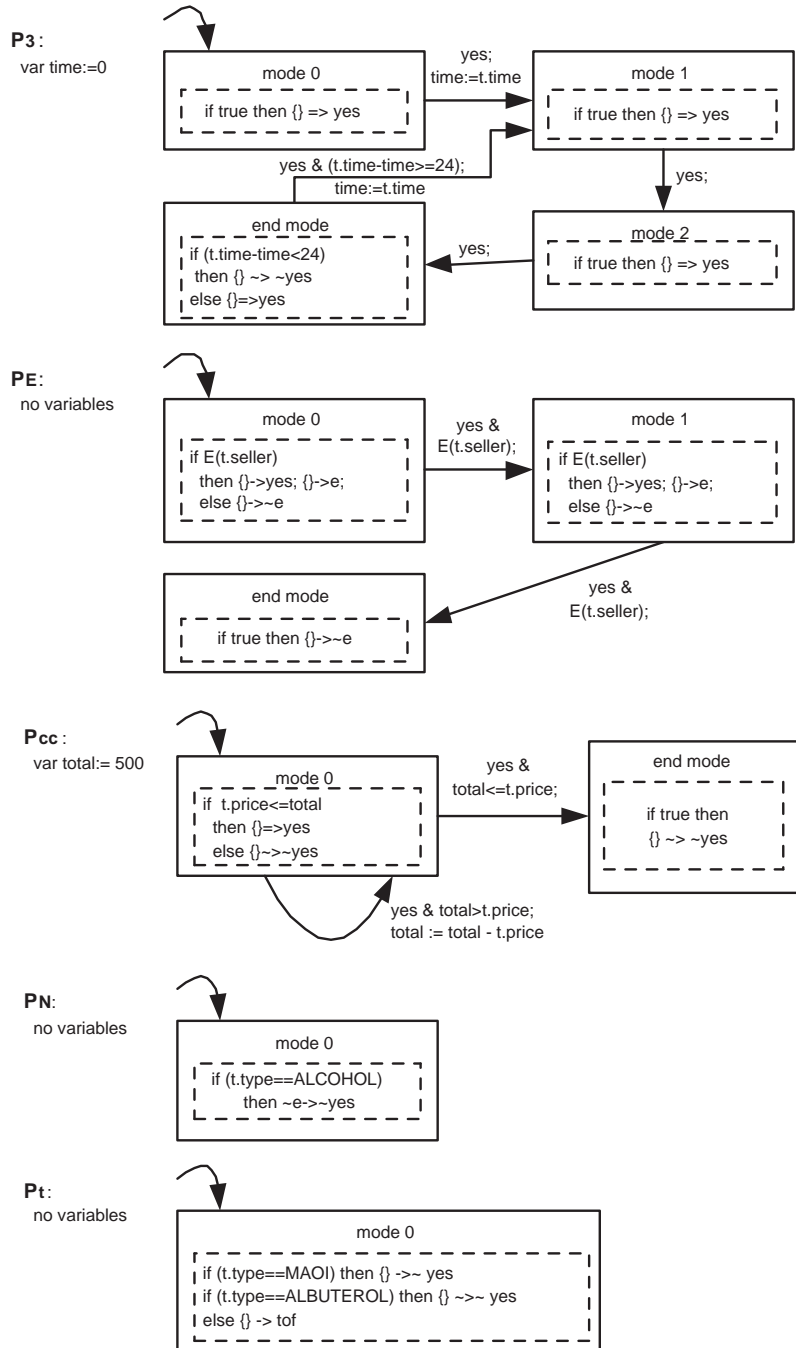 P3:
var time:=0
mode 0
if true then {} => yes
yes;
time:=t.time
mode 1
if true then {} => yes
yes & (t.time-time>=24);
time:=t.time
yes;
end mode
if (t.time-time<24)
then {} ~> ~yes
else {}=>yes
yes;
mode 2
if true then {} => yes
PE:
no variables
mode 0
if E(t.seller)
then {}->yes; {}->e;
else {}->~e
yes &
E(t.seller);
mode 1
if E(t.seller)
then {}->yes; {}->e;
else {}->~e
end mode
if true then {}->~e
yes &
E(t.seller);
Pcc:
var total:= 500
mode 0
if t.price<=total
then {}=>yes
else {}~>~yes
yes &
total<=t.price;
end mode
if true then
{} ~> ~yes
yes & total>t.price;
total := total - t.price
PN:
no variables
mode 0
if (t.type==ALCOHOL)
then ~e->~yes
Pt:
no variables
mode 0
if (t.type==MAOI) then {} ->~ yes
if (t.type==ALBUTEROL) then {} ~>~ yes
else {} -> tof